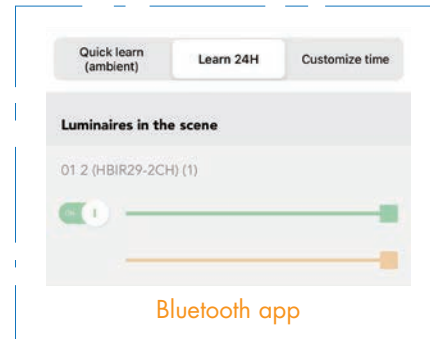 Quick learn
(ambient)
Learn 24H
Customize time
Luminaires in the scene
01 2 (HBIR29-2CH) (1)
ON
Bluetooth app